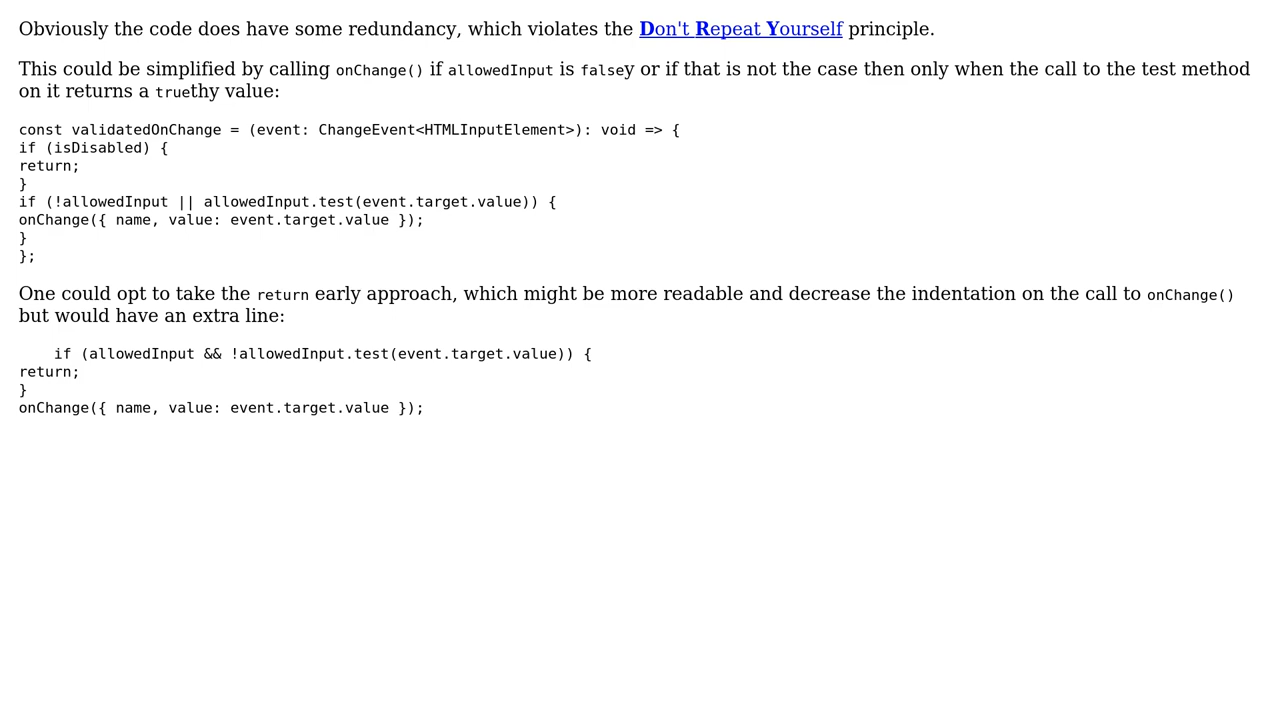 Obviously the code does have some redundancy, which violates the Don't Repeat Yourself principle.
This could be simplified by calling onChange() if allowedInput is falsey or if that is not the case then only when the call to the test method
on it returns a truethy value:
const validatedOnChange = (event: ChangeEvent<HTMLInputElement>): void => {
if (isDisabled) {
return;
}
if (!allowedInput || allowedInput.test(event.target.value)) {
onChange({ name, value: event.target.value });
}
};
One could opt to take the return early approach, which might be more readable and decrease the indentation on the call to onChange()
but would have an extra line:
    if (allowedInput && !allowedInput.test(event.target.value)) {
return;
}
onChange({ name, value: event.target.value });